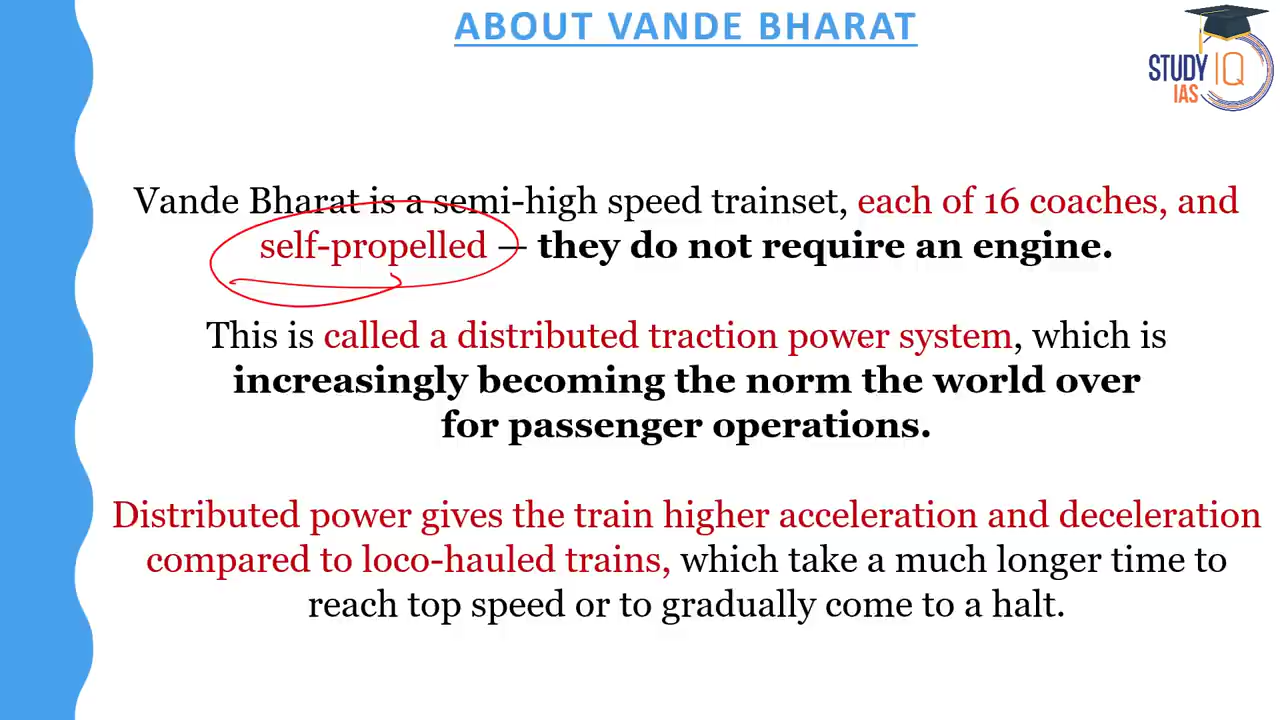 ABOUT VANDE BHARAT
STUDY IQ
IAS
Vande Bharat is a semi-high speed trainset, each of 16 coaches, and
self-propelled — they do not require an engine.
This is called a distributed traction power system, which is
increasingly becoming the norm the world over
for passenger operations.
Distributed power gives the train higher acceleration and deceleration
compared to loco-hauled trains, which take a much longer time to
reach top speed or to gradually come to a halt.